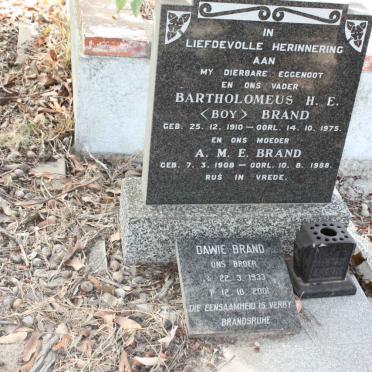 IN
LIEFDEVOLLE HERINNERING
AAN
MY DIERBARE EGGENOOT
EN ONS VADER
BARTHOLOMEUS H. E.
<BOY> BRAND
GEB. 25. 12. 1910 – OORL. 14. 10. 1975.
EN ONS MOEDER
A. M. E. BRAND
GEB. 7. 3. 1908 – OORL. 10. 8. 1988.
RUS IN VREDE.
DAWIE BRAND
ONS BROER
* 22. 3. 1933
† 12. 10. 2001
DIE EENSAAMHEID IS VERBY
BRANDSRUHE